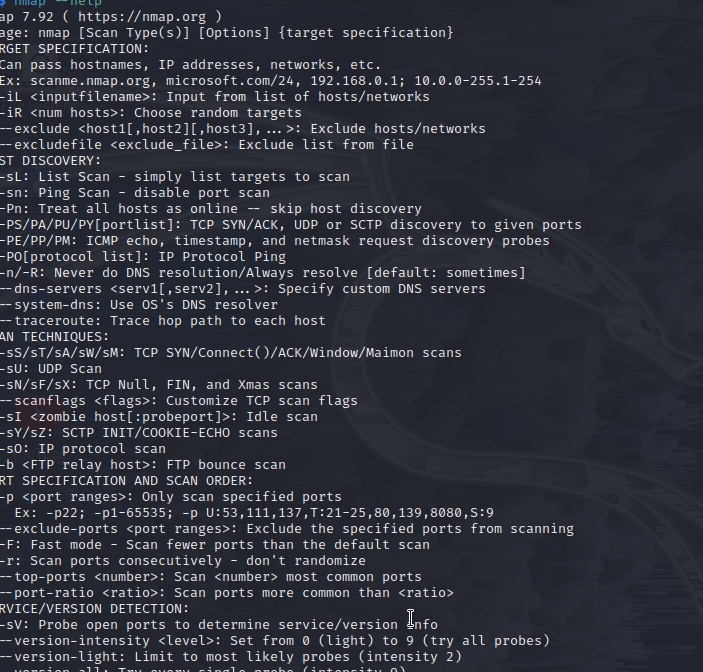 $ nmap --help
ap 7.92 ( https://nmap.org )
age: nmap [Scan Type(s)] [Options] {target specification}
RGET SPECIFICATION:
Can pass hostnames, IP addresses, networks, etc.
Ex: scanme.nmap.org, microsoft.com/24, 192.168.0.1; 10.0.0-255.1-254
-iL <inputfilename>: Input from list of hosts/networks
-iR <num hosts>: Choose random targets
--exclude <host1[,host2][,host3],...>: Exclude hosts/networks
--excludefile <exclude_file>: Exclude list from file
ST DISCOVERY:
-sL: List Scan - simply list targets to scan
-sn: Ping Scan - disable port scan
-Pn: Treat all hosts as online -- skip host discovery
-PS/PA/PU/PY[portlist]: TCP SYN/ACK, UDP or SCTP discovery to given ports
-PE/PP/PM: ICMP echo, timestamp, and netmask request discovery probes
-PO[protocol list]: IP Protocol Ping
-n/-R: Never do DNS resolution/Always resolve [default: sometimes]
--dns-servers <serv1[,serv2],...>: Specify custom DNS servers
--system-dns: Use OS's DNS resolver
--traceroute: Trace hop path to each host
AN TECHNIQUES:
-sS/sT/sA/sW/sM: TCP SYN/Connect()/ACK/Window/Maimon scans
-sU: UDP Scan
-sN/sF/sX: TCP Null, FIN, and Xmas scans
--scanflags <flags>: Customize TCP scan flags
-sI <zombie host[:probeport]>: Idle scan
-sY/sZ: SCTP INIT/COOKIE-ECHO scans
-sO: IP protocol scan
-b <FTP relay host>: FTP bounce scan
RT SPECIFICATION AND SCAN ORDER:
-p <port ranges>: Only scan specified ports
Ex: -p22; -p1-65535; -p U:53,111,137,T:21-25,80,139,8080,S:9
--exclude-ports <port ranges>: Exclude the specified ports from scanning
-F: Fast mode - Scan fewer ports than the default scan
-r: Scan ports consecutively - don't randomize
--top-ports <number>: Scan <number> most common ports
--port-ratio <ratio>: Scan ports more common than <ratio>
RVICE/VERSION DETECTION:
-sV: Probe open ports to determine service/version info
--version-intensity <level>: Set from 0 (light) to 9 (try all probes)
--version-light: Limit to most likely probes (intensity 2)
--version-all: Try every single probe (intensity 9)